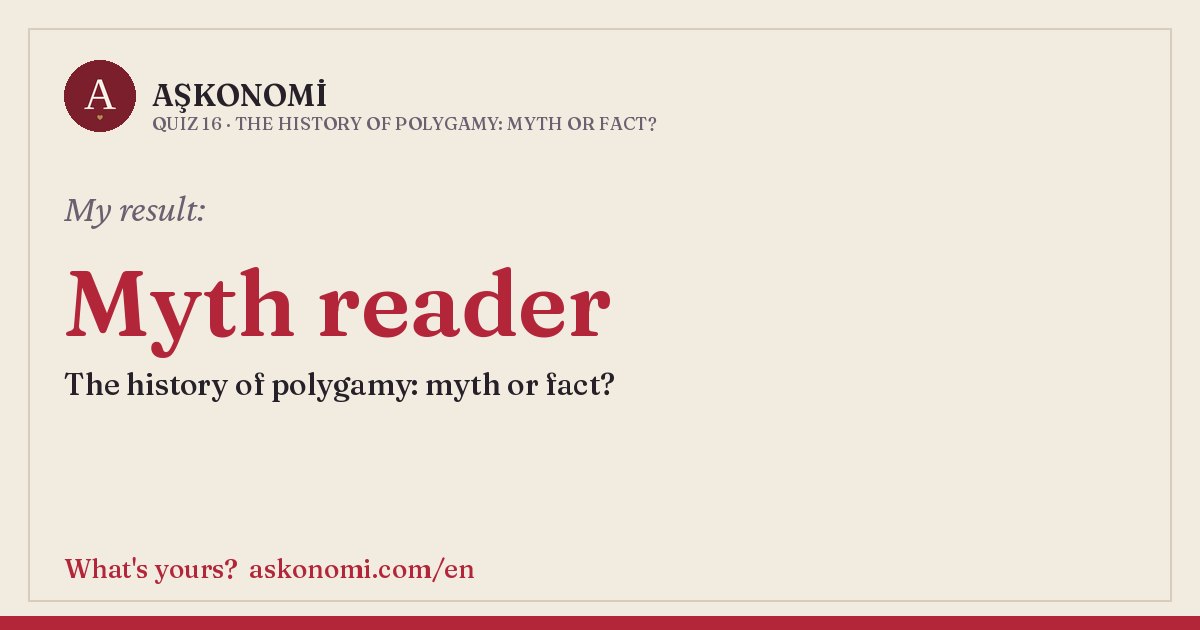 A
AŞKONOMİ
QUIZ 16 · THE HISTORY OF POLYGAMY: MYTH OR FACT?
My result:
Myth reader
The history of polygamy: myth or fact?
What's yours? askonomi.com/en